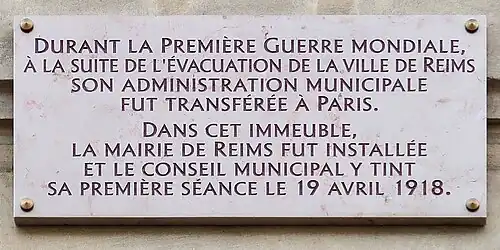 Durant la Première Guerre mondiale,
à la suite de l'évacuation de la ville de Reims
son administration municipale
fut transférée à Paris.
Dans cet immeuble,
la mairie de Reims fut installée
et le conseil municipal y tint
sa première séance le 19 avril 1918.